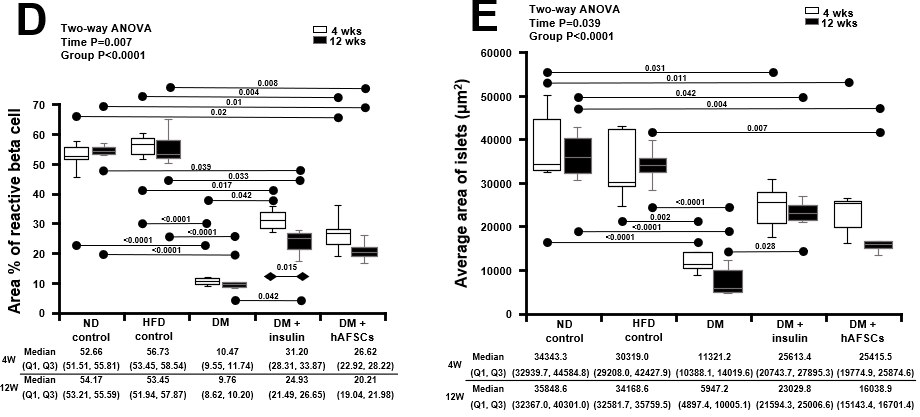 D
Two-way ANOVA
Time P=0.007
Group P<0.0001
4 wks
12 wks
Area % of reactive beta cell
70
60
50
40
30
20
10
0
0.008
0.004
0.01
0.02
0.039
0.033
0.017
0.042
<0.0001
<0.0001
<0.0001
<0.0001
0.015
0.042
ND control
HFD control
DM
DM + insulin
DM + hAFSCs
4W
Median 52.66 56.73 10.47 31.20 26.62
(Q1, Q3) (51.51, 55.81) (53.45, 58.54) (9.55, 11.74) (28.31, 33.87) (22.92, 28.22)
12W
Median 54.17 53.45 9.76 24.93 20.21
(Q1, Q3) (53.21, 55.59) (51.94, 57.87) (8.62, 10.20) (21.49, 26.65) (19.04, 21.98)
E
Two-way ANOVA
Time P=0.039
Group P<0.0001
4 wks
12 wks
Average area of islets (µm²)
60000
50000
40000
30000
20000
10000
0
0.031
0.011
0.042
0.004
0.007
<0.0001
0.002
<0.0001
<0.0001
0.028
ND control
HFD control
DM
DM + insulin
DM + hAFSCs
4W
Median 34343.3 30319.0 11321.2 25613.4 25415.5
(Q1, Q3) (32939.7, 44584.8) (29208.0, 42427.9) (10388.1, 14019.6) (20743.7, 27895.3) (19774.9, 25874.6)
12W
Median 35848.6 34168.6 5947.2 23029.8 16038.9
(Q1, Q3) (32367.0, 40301.0) (32581.7, 35759.5) (4897.4, 10005.1) (21594.3, 25006.6) (15143.4, 16701.4)